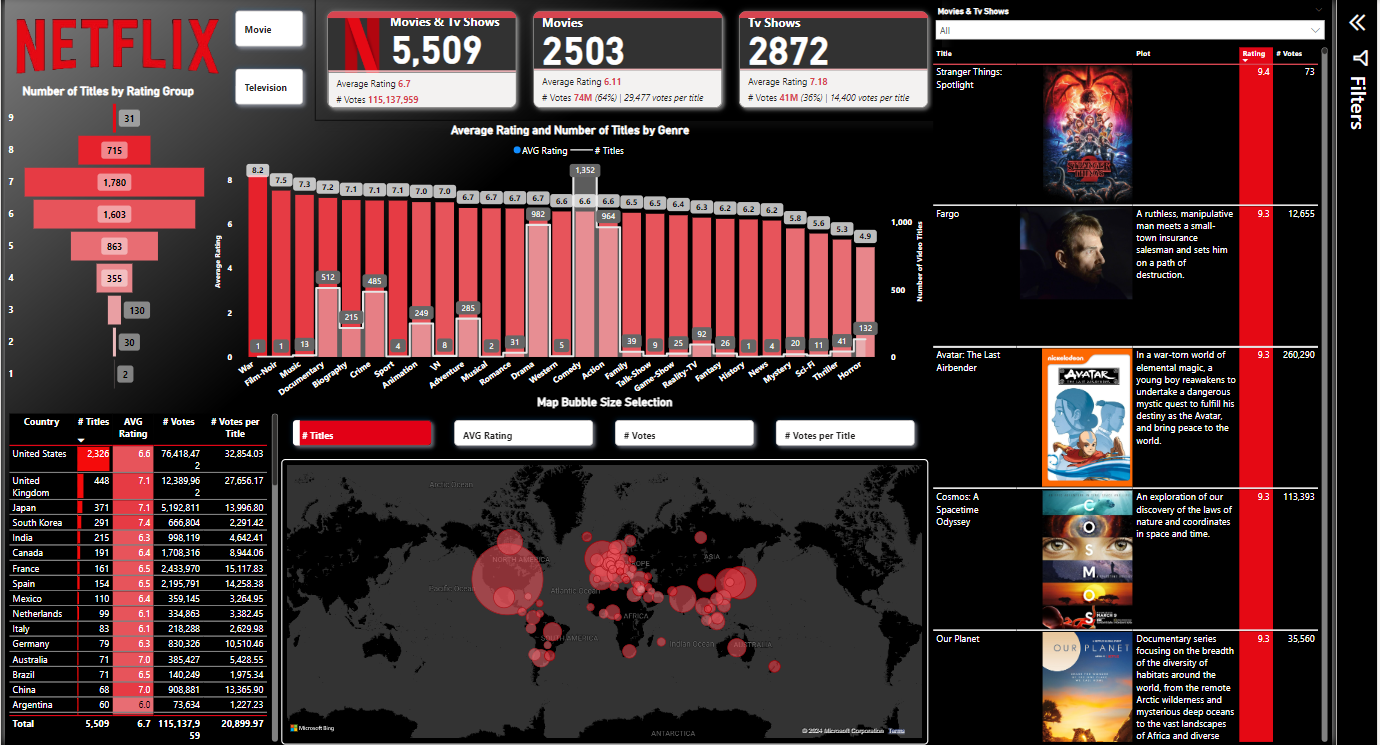 NETFLIX
Movie
Television
Movies & Tv Shows
5,509
Average Rating 6.7
# Votes 115,137,959
Movies
2503
Average Rating 6.11
# Votes 74M (64%) | 29,477 votes per title
Tv Shows
2872
Average Rating 7.18
# Votes 41M (36%) | 14,400 votes per title
Number of Titles by Rating Group
9 31
8 715
7 1,780
6 1,603
5 863
4 355
3 130
2 30
1 2
Average Rating and Number of Titles by Genre
AVG Rating # Titles
8.2 7.5 7.3 7.2 7.1 7.1 7.1 7.0 7.0 6.7 6.7 6.7 6.7 6.6 6.6 6.6 6.5 6.5 6.4 6.3 6.2 6.2 6.2 5.8 5.6 5.3 4.9
1 1 13 512 215 485 4 249 8 285 2 31 982 5 1,352 964 39 9 25 92 26 1 4 20 11 41 132
Average Rating
8
6
4
2
0
Number of Video Titles
1,000
500
0
War Film-Noir Music Documentary Biography Crime Sport Animation Adventure Musical Romance Drama Western Comedy Action Family Talk-Show Game-Show Reality-TV Fantasy History News Mystery Sci-Fi Thriller Horror
Country # Titles AVG Rating # Votes # Votes per Title
United States 2,326 6.6 76,418,472 32,854.03
United Kingdom 448 7.1 12,389,962 27,656.17
Japan 371 7.1 5,192,811 13,996.80
South Korea 291 7.4 666,804 2,291.42
India 215 6.3 998,119 4,642.41
Canada 191 6.4 1,708,316 8,944.06
France 161 6.5 2,433,970 15,117.83
Spain 154 6.5 2,195,791 14,258.38
Mexico 110 6.4 359,145 3,264.95
Netherlands 99 6.1 334,863 3,382.45
Italy 83 6.1 218,288 2,629.98
Germany 79 6.3 830,326 10,510.46
Australia 71 7.0 385,427 5,428.55
Brazil 71 6.5 140,249 1,975.34
China 68 7.0 908,881 13,365.90
Argentina 60 6.0 73,634 1,227.23
Total 5,509 6.7 115,137,959 20,899.97
Map Bubble Size Selection
# Titles
AVG Rating
# Votes
# Votes per Title
Arctic Ocean
NORTH AMERICA
EUROPE
ASIA
Pacific Ocean
Atlantic Ocean
AFRICA
SOUTH AMERICA
Indian Ocean
AUSTRALIA
ANTARCTICA
Microsoft Bing
© 2024 Microsoft Corporation Terms
Movies & Tv Shows
All
Title Plot Rating # Votes
Stranger Things: Spotlight
STRANGER THINGS
9.4 73
Fargo
A ruthless, manipulative
man meets a small-
town insurance
salesman and sets him
on a path of
destruction.
9.3 12,655
Avatar: The Last
Airbender
nickelodeon
AVATAR
In a war-torn world of
elemental magic, a
young boy reawakens to
undertake a dangerous
mystic quest to fulfill his
destiny as the Avatar,
and bring peace to the
world.
9.3 260,290
Cosmos: A
Spacetime
Odyssey
COSMOS
An exploration of our
discovery of the laws of
nature and coordinates
in space and time.
9.3 113,393
Our Planet
OUR PLANET
Documentary series
focusing on the breadth
of the diversity of
habitats around the
world, from the remote
Arctic wilderness and
mysterious deep oceans
to the vast landscapes
of Africa and diverse
9.3 35,560
Filters